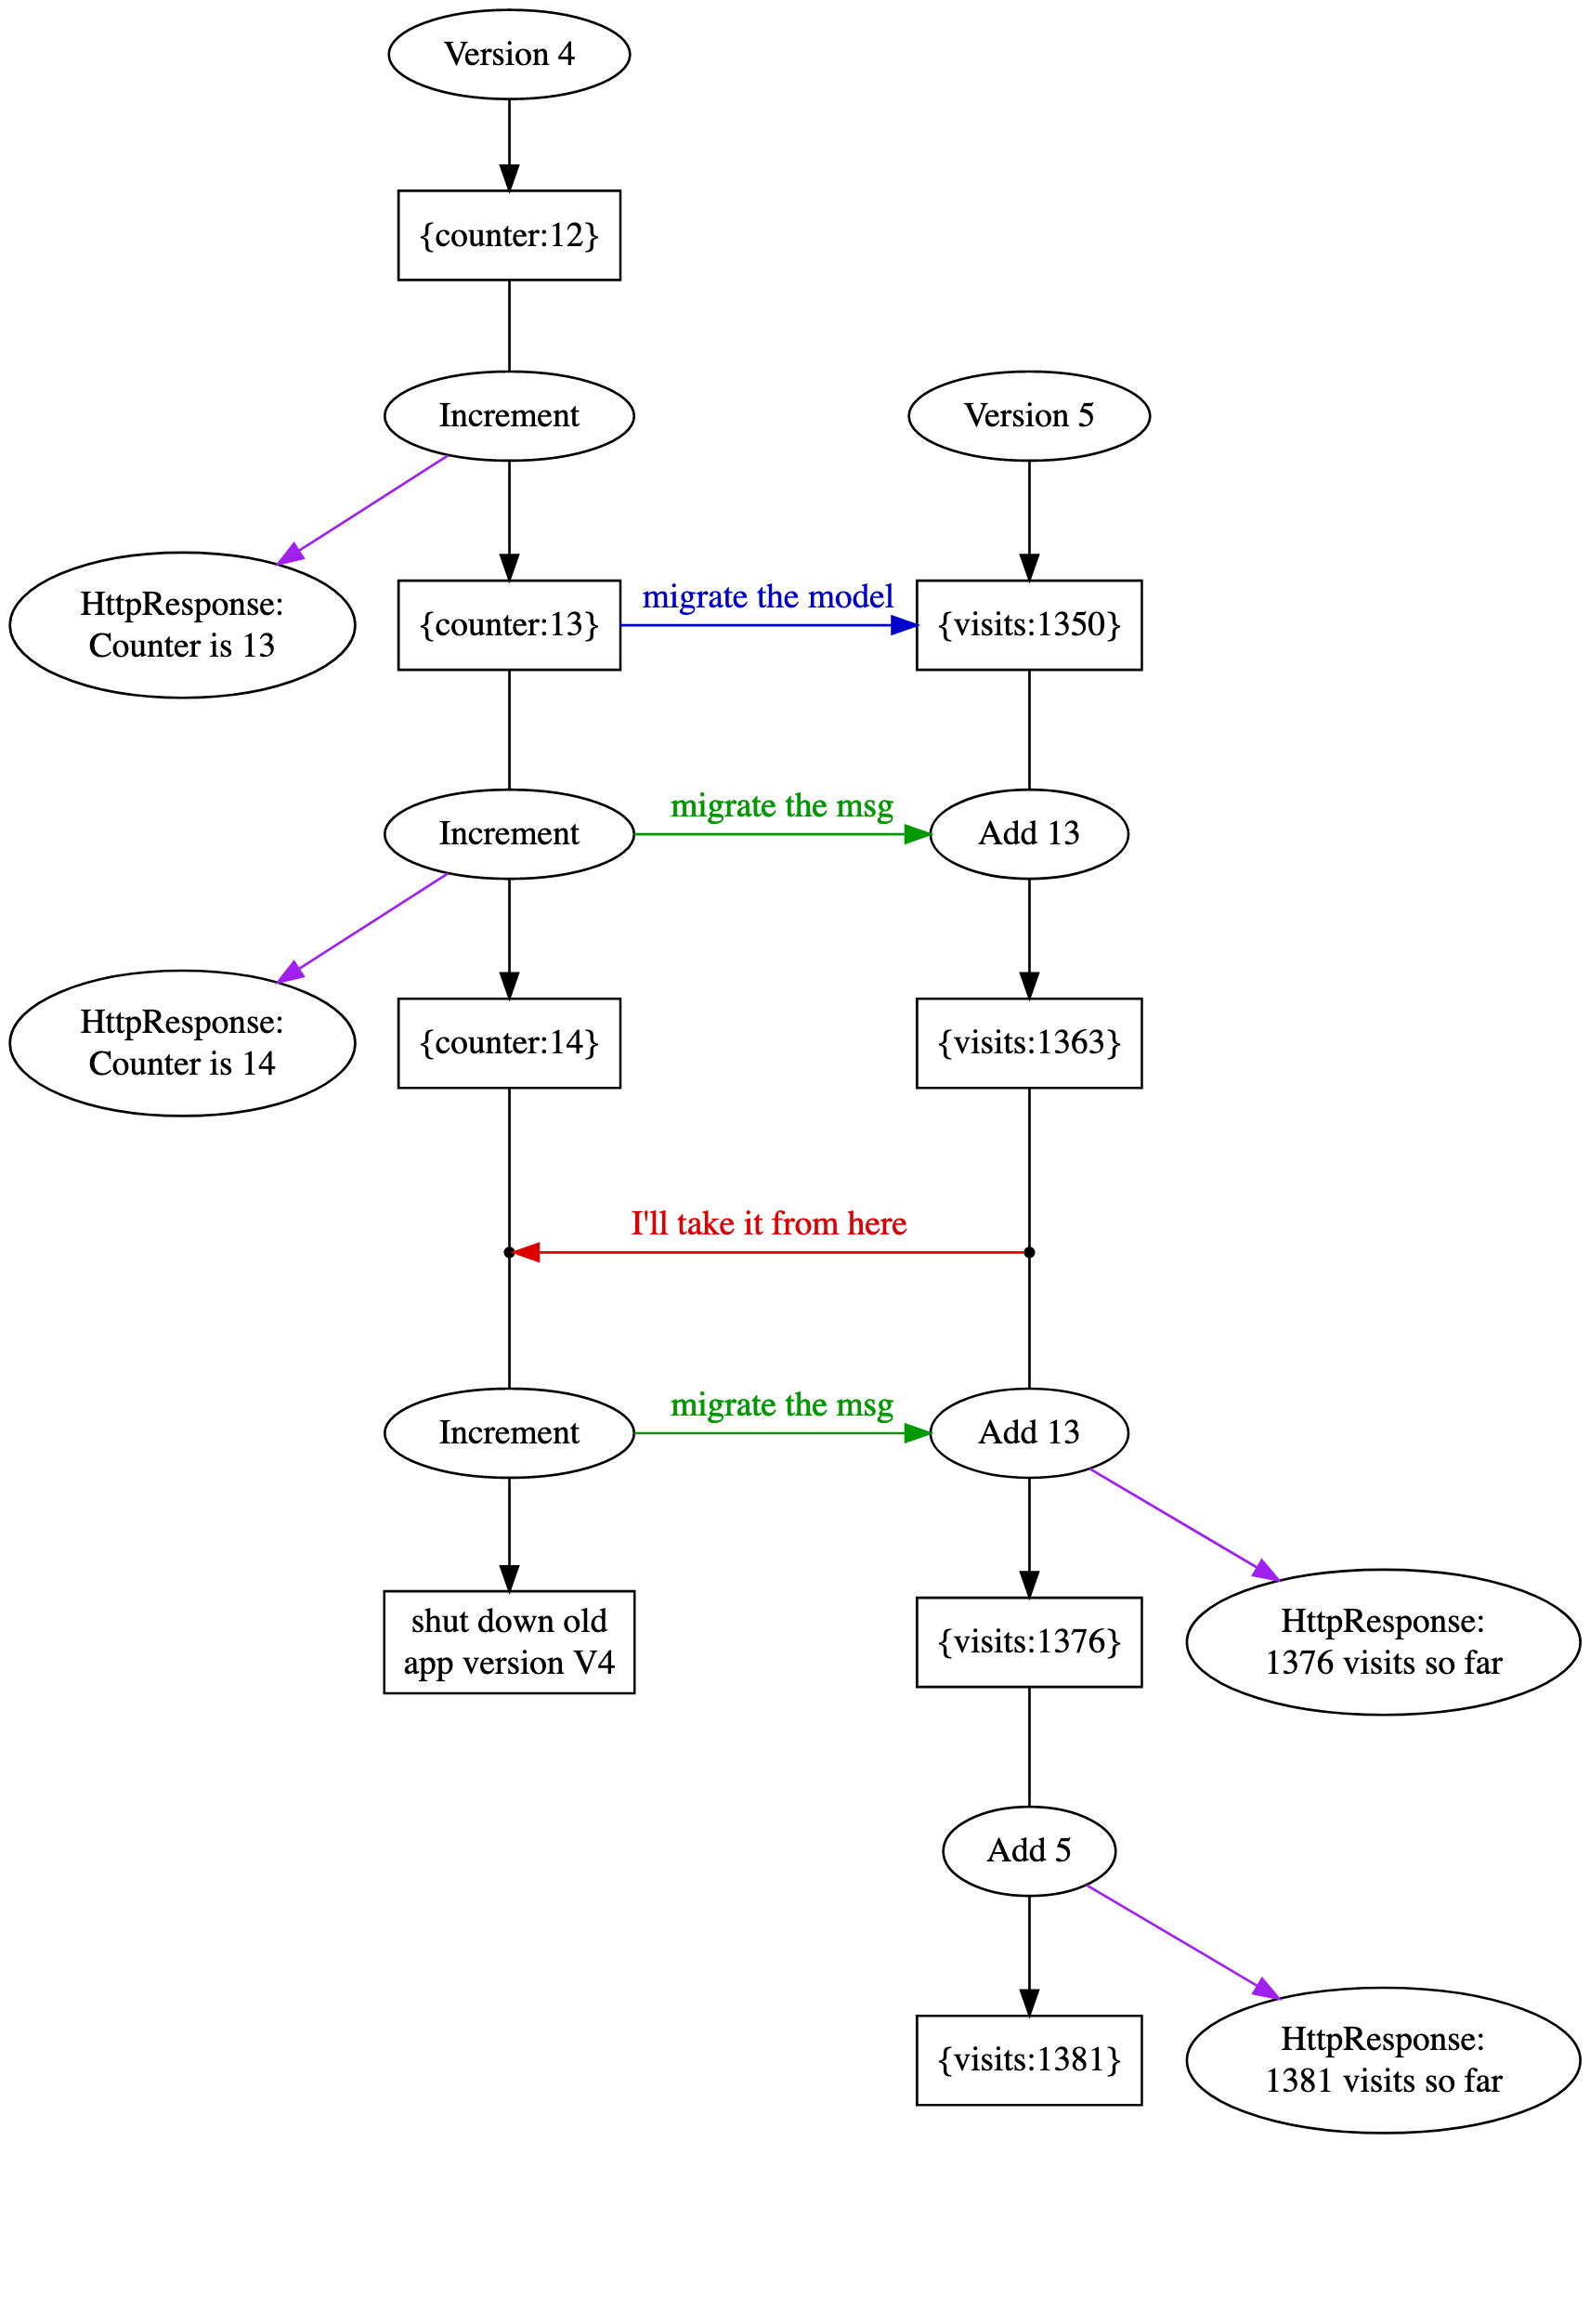 Version 4
{counter:12}
Increment
Version 5
HttpResponse:
Counter is 13
{counter:13}
migrate the model
{visits:1350}
Increment
migrate the msg
Add 13
HttpResponse:
Counter is 14
{counter:14}
{visits:1363}
I'll take it from here
Increment
migrate the msg
Add 13
shut down old
app version V4
{visits:1376}
HttpResponse:
1376 visits so far
Add 5
{visits:1381}
HttpResponse:
1381 visits so far